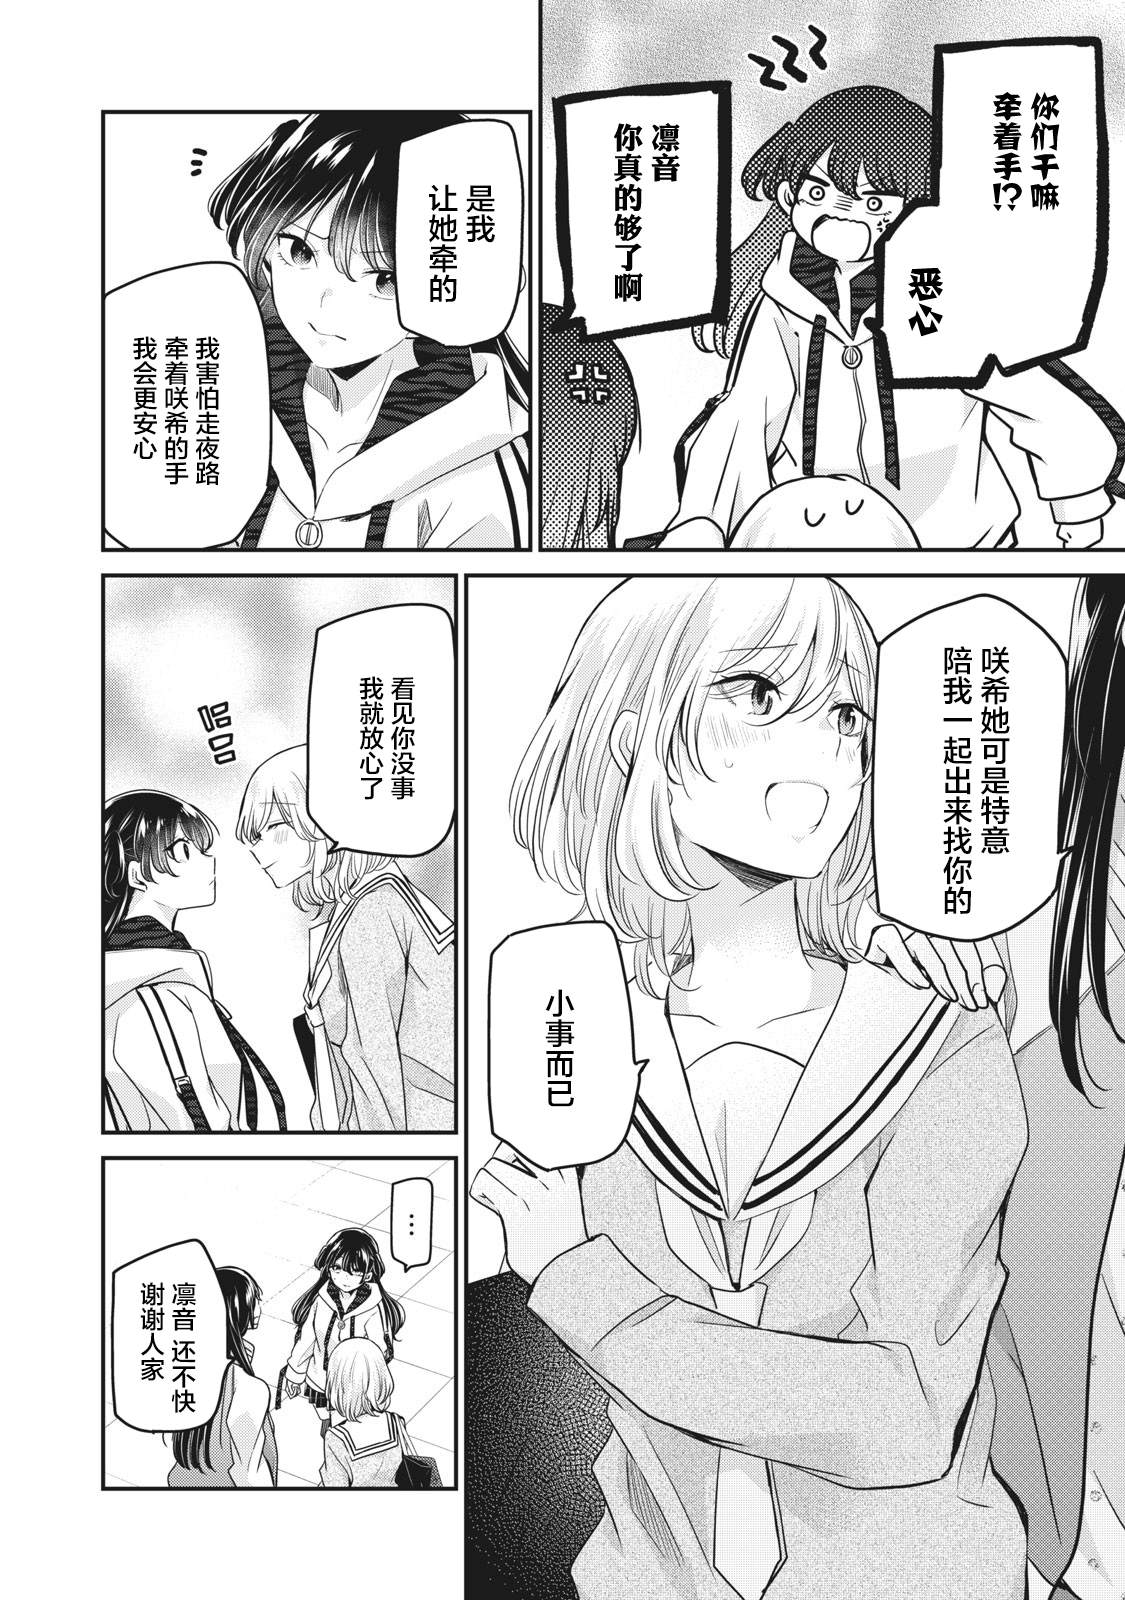 你们干嘛
牵着手!?
恶心
凛音
你真的够了啊
是我
让她牵的
我害怕走夜路
牵着咲希的手
我会更安心
咲希她可是特意
陪我一起出来找你的
小事而已
看见你没事
我就放心了
…
凛音 还不快
谢谢人家